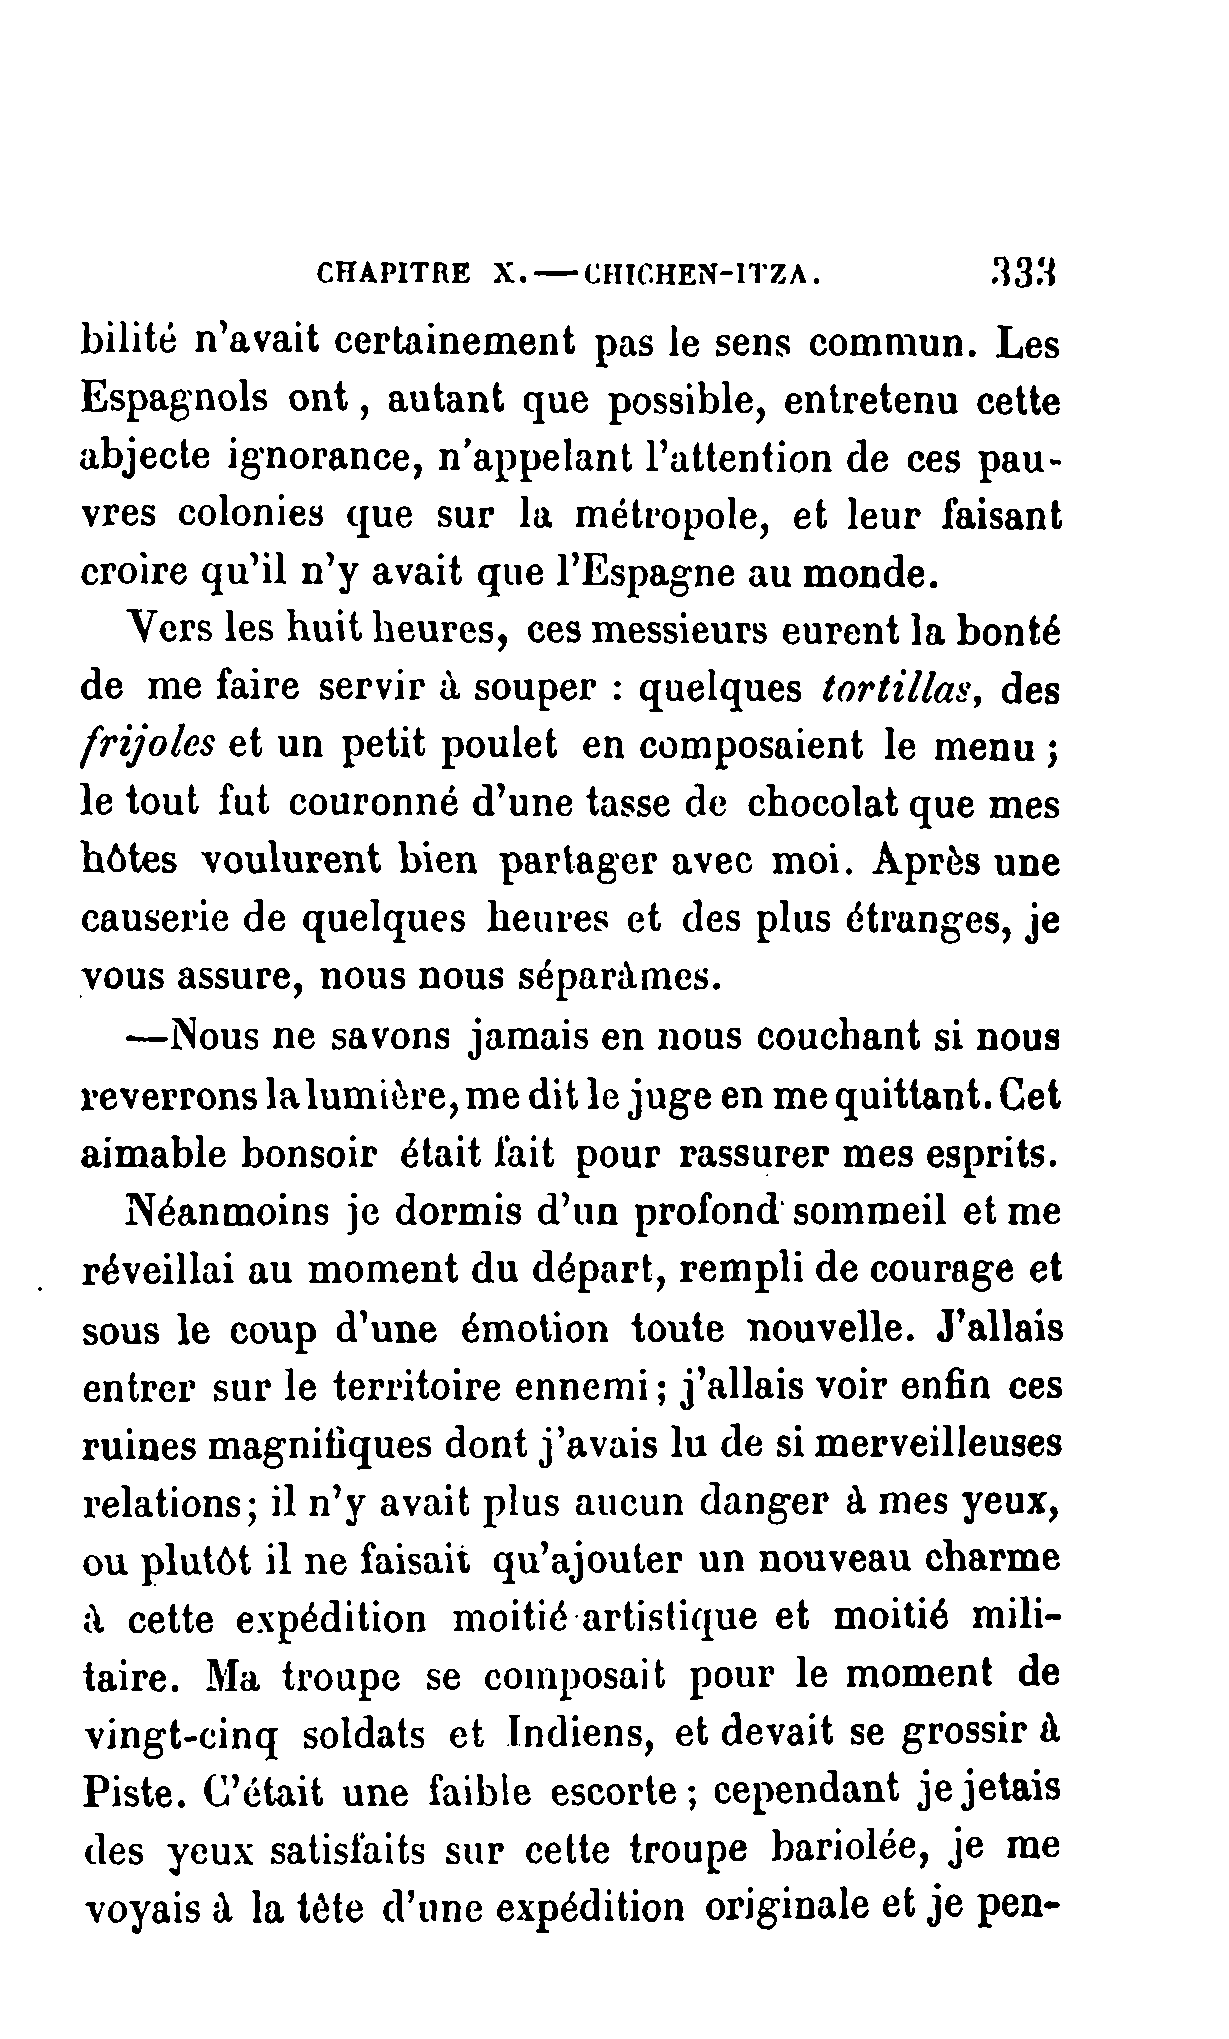 CHAPITRE X.—CHICHEN-ITZA. 333
bilité n'avait certainement pas le sens commun. Les
Espagnols ont, autant que possible, entretenu cette
abjecte ignorance, n'appelant l'attention de ces pau-
vres colonies que sur la métropole, et leur faisant
croire qu'il n'y avait que l'Espagne au monde.
Vers les huit heures, ces messieurs eurent la bonté
de me faire servir à souper : quelques tortillas, des
frijoles et un petit poulet en composaient le menu ;
le tout fut couronné d'une tasse de chocolat que mes
hôtes voulurent bien partager avec moi. Après une
causerie de quelques heures et des plus étranges, je
vous assure, nous nous séparâmes.
—Nous ne savons jamais en nous couchant si nous
reverrons la lumière, me dit le juge en me quittant. Cet
aimable bonsoir était fait pour rassurer mes esprits.
Néanmoins je dormis d'un profond sommeil et me
réveillai au moment du départ, rempli de courage et
sous le coup d'une émotion toute nouvelle. J'allais
entrer sur le territoire ennemi ; j'allais voir enfin ces
ruines magnifiques dont j'avais lu de si merveilleuses
relations; il n'y avait plus aucun danger à mes yeux,
ou plutôt il ne faisait qu'ajouter un nouveau charme
à cette expédition moitié artistique et moitié mili-
taire. Ma troupe se composait pour le moment de
vingt-cinq soldats et Indiens, et devait se grossir à
Piste. C'était une faible escorte ; cependant je jetais
des yeux satisfaits sur cette troupe bariolée, je me
voyais à la tête d'une expédition originale et je pen-